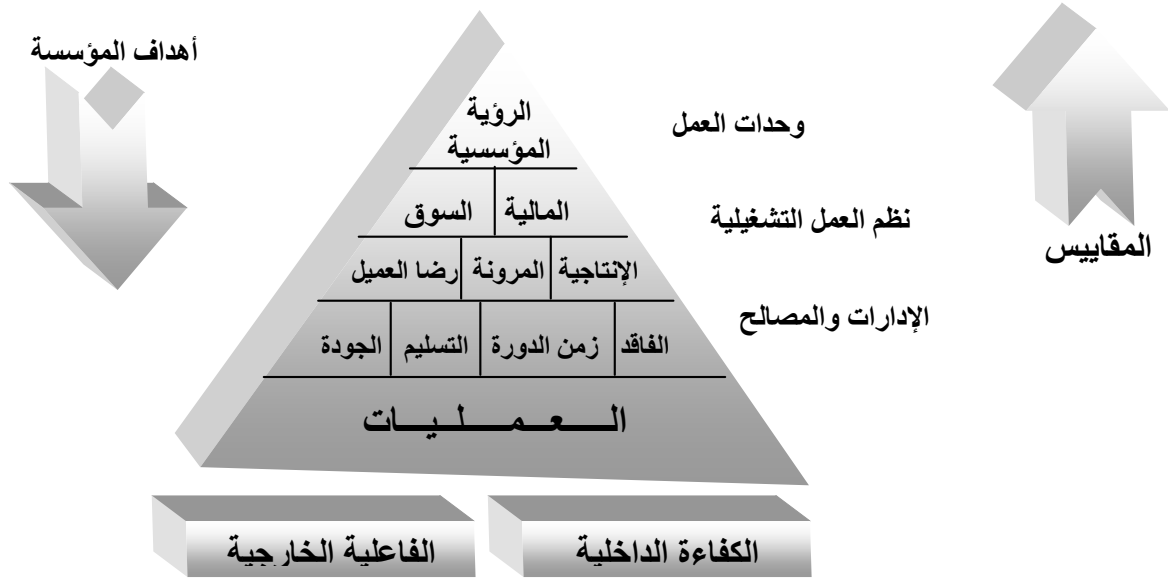 أهداف المؤسسة
الرؤية
المؤسسية
وحدات العمل
المالية
السوق
نظم العمل التشغيلية
المقاييس
الإنتاجية
المرونة
رضا العميل
الإدارات والمصالح
الفاقد
زمن الدورة
التسليم
الجودة
الـــعـــمـــلـــيـــات
الكفاءة الداخلية
الفاعلية الخارجية